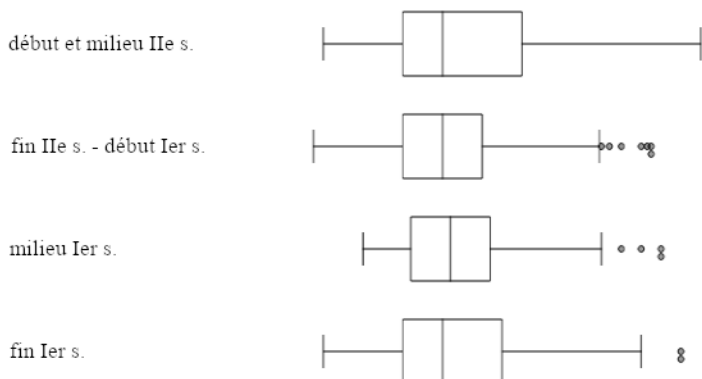 début et milieu IIe s.
fin IIe s. - début Ier s.
milieu Ier s.
fin Ier s.